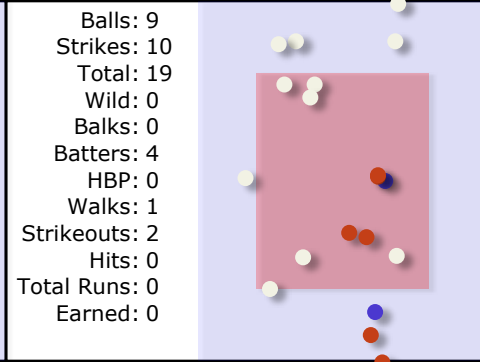 Balls: 9
Strikes: 10
Total: 19
Wild: 0
Balks: 0
Batters: 4
HBP: 0
Walks: 1
Strikeouts: 2
Hits: 0
Total Runs: 0
Earned: 0